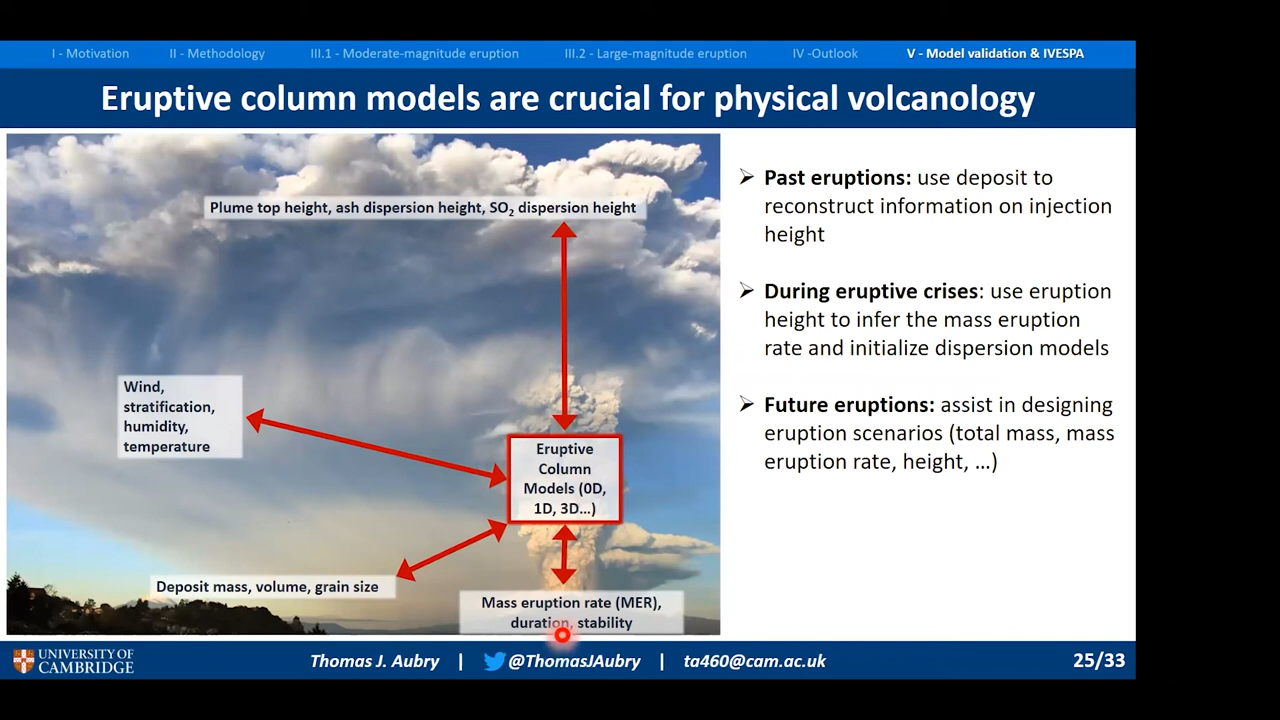 I - Motivation II - Methodology III.1 - Moderate-magnitude eruption III.2 - Large-magnitude eruption IV -Outlook V - Model validation & IVESPA
Eruptive column models are crucial for physical volcanology
Plume top height, ash dispersion height, SO₂ dispersion height
Wind,
stratification,
humidity,
temperature
Eruptive
Column
Models (0D,
1D, 3D…)
Deposit mass, volume, grain size
Mass eruption rate (MER),
duration, stability
➢ Past eruptions: use deposit to
reconstruct information on injection
height
➢ During eruptive crises: use eruption
height to infer the mass eruption
rate and initialize dispersion models
➢ Future eruptions: assist in designing
eruption scenarios (total mass, mass
eruption rate, height, …)
UNIVERSITY OF
CAMBRIDGE
Thomas J. Aubry | @ThomasJAubry | ta460@cam.ac.uk
25/33